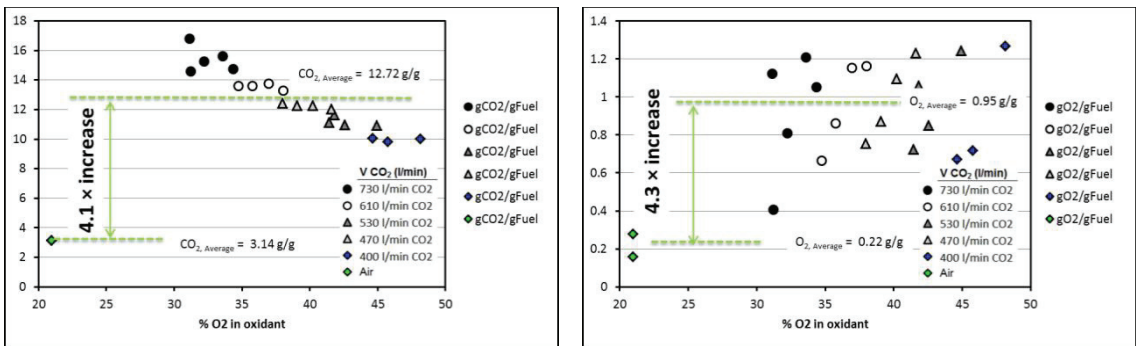 18
16
14
12
10
8
6
4
2
0
20
25
30
35
40
45
50
% O2 in oxidant
4.1 × increase
CO2, Average = 12.72 g/g
CO2, Average = 3.14 g/g
V CO2 (l/min)
730 l/min CO2
610 l/min CO2
530 l/min CO2
470 l/min CO2
400 l/min CO2
Air
gCO2/gFuel
gCO2/gFuel
gCO2/gFuel
gCO2/gFuel
gCO2/gFuel
gCO2/gFuel
1.4
1.2
1
0.8
0.6
0.4
0.2
0
20
25
30
35
40
45
50
% O2 in oxidant
4.3 × increase
O2, Average = 0.95 g/g
O2, Average = 0.22 g/g
V CO2 (l/min)
730 l/min CO2
610 l/min CO2
530 l/min CO2
470 l/min CO2
400 l/min CO2
Air
gO2/gFuel
gO2/gFuel
gO2/gFuel
gO2/gFuel
gO2/gFuel
gO2/gFuel